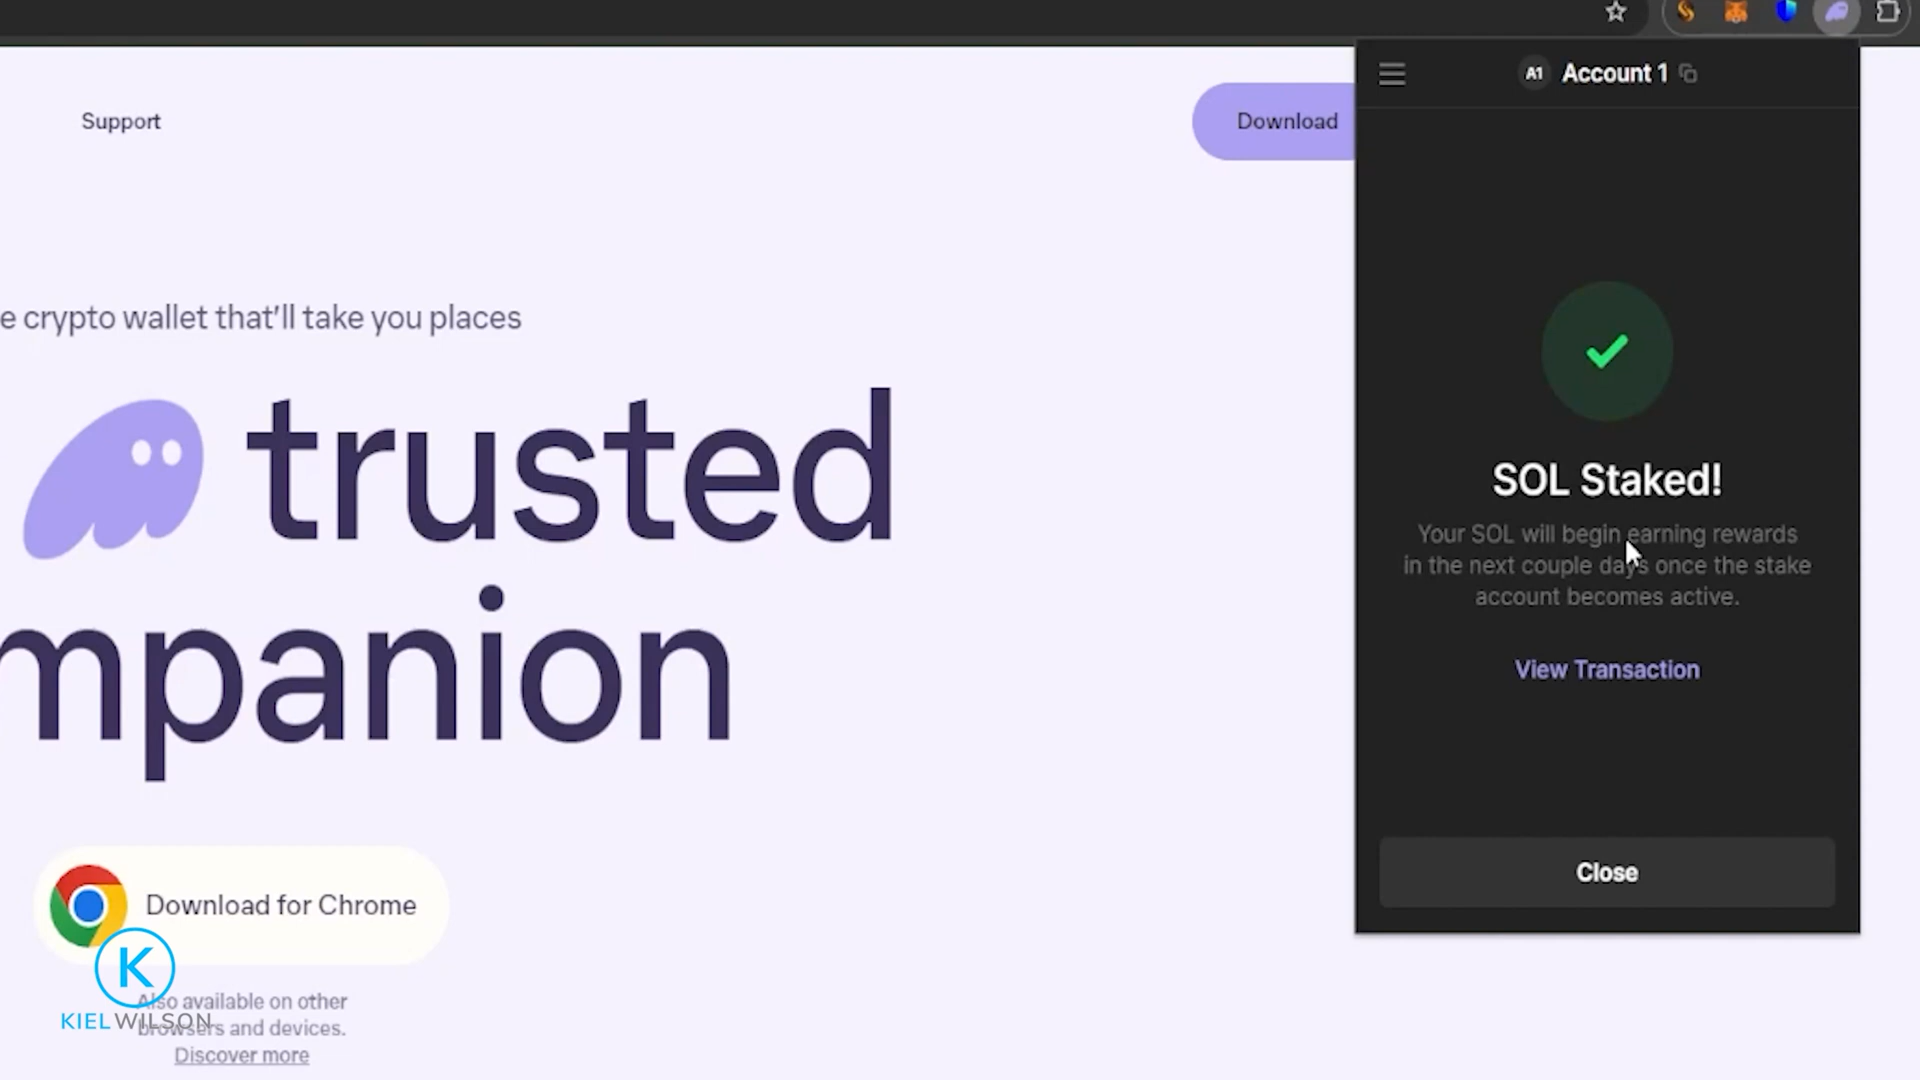 Support
Download
e crypto wallet that'll take you places
trusted
mpanion
Download for Chrome
Also available on other
browsers and devices.
Discover more
K
KIELWILSON
A1 Account 1
SOL Staked!
Your SOL will begin earning rewards
in the next couple days once the stake
account becomes active.
View Transaction
Close